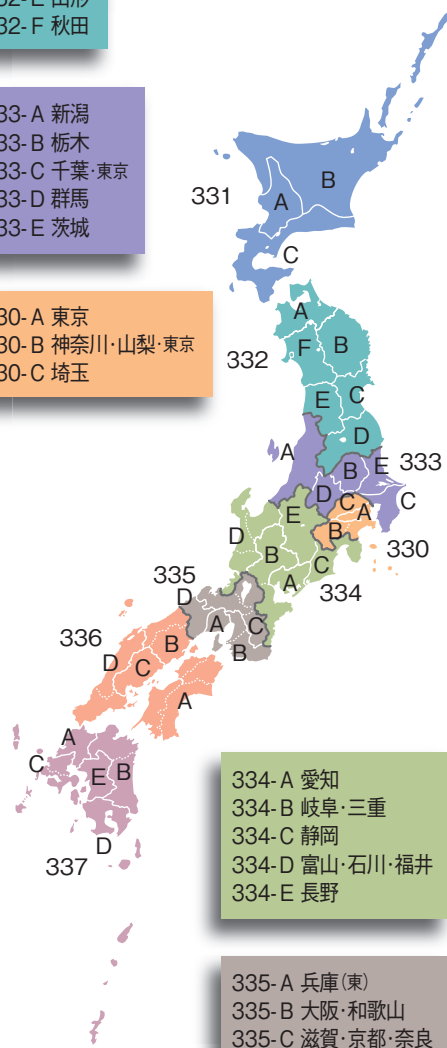 32-E 山形
32-F 秋田
33-A 新潟
33-B 栃木
33-C 千葉・東京
33-D 群馬
33-E 茨城
30-A 東京
30-B 神奈川・山梨・東京
30-C 埼玉
331
A
B
C
332
A
F
B
E
C
D
333
A
B
E
D
C
330
C
A
B
334
E
D
B
C
A
335
D
A
C
B
336
B
D
C
A
337
A
C
E
B
D
334-A 愛知
334-B 岐阜・三重
334-C 静岡
334-D 富山・石川・福井
334-E 長野
335-A 兵庫(東)
335-B 大阪・和歌山
335-C 滋賀・京都・奈良